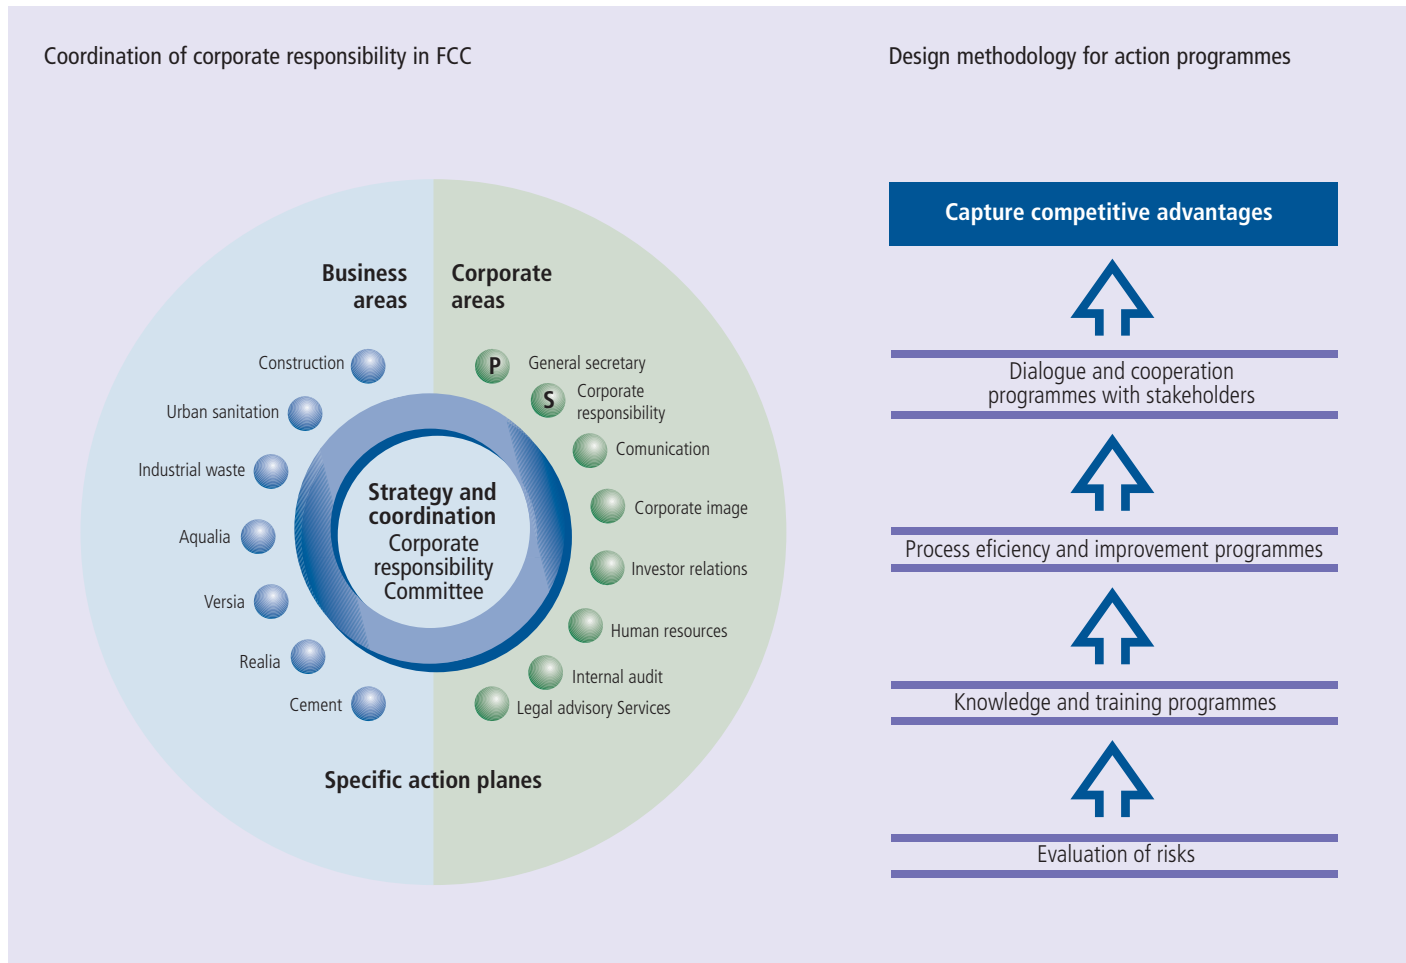 Coordination of corporate responsibility in FCC
Business
areas
Corporate
areas
Construction
Urban sanitation
Industrial waste
Aqualia
Versia
Realia
Cement
P
General secretary
S
Corporate
responsibility
Comunication
Corporate image
Investor relations
Human resources
Internal audit
Legal advisory Services
Strategy and
coordination
Corporate
responsibility
Committee
Specific action planes
Design methodology for action programmes
Capture competitive advantages
Dialogue and cooperation
programmes with stakeholders
Process eficiency and improvement programmes
Knowledge and training programmes
Evaluation of risks